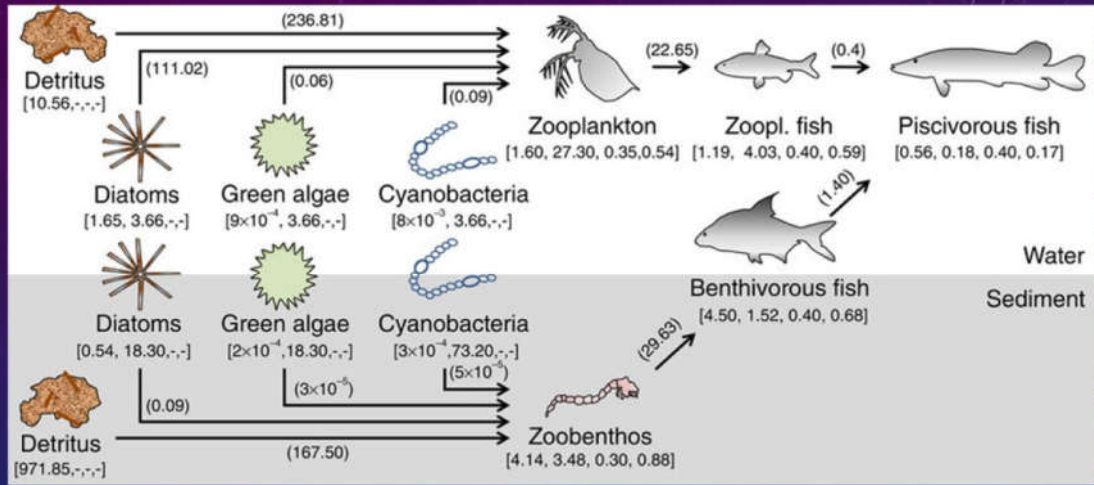 (236.81)
Detritus
[10.56,-,-,-]
(111.02)
(0.06)
(0.09)
(22.65)
(0.4)
Zooplankton
[1.60, 27.30, 0.35,0.54]
Zoopl. fish
[1.19, 4.03, 0.40, 0.59]
Piscivorous fish
[0.56, 0.18, 0.40, 0.17]
Diatoms
[1.65, 3.66,-,-]
Green algae
[9×10⁻⁴, 3.66,-,-]
Cyanobacteria
[8×10⁻³, 3.66,-,-]
(1.40)
Water
Sediment
Benthivorous fish
[4.50, 1.52, 0.40, 0.68]
Diatoms
[0.54, 18.30,-,-]
Green algae
[2×10⁻⁴,18.30,-,-]
Cyanobacteria
[3×10⁻⁴,73.20,-,-]
(29.63)
(5×10⁻⁵)
(3×10⁻⁵)
(0.09)
Detritus
[971.85,-,-,-]
(167.50)
Zoobenthos
[4.14, 3.48, 0.30, 0.88]